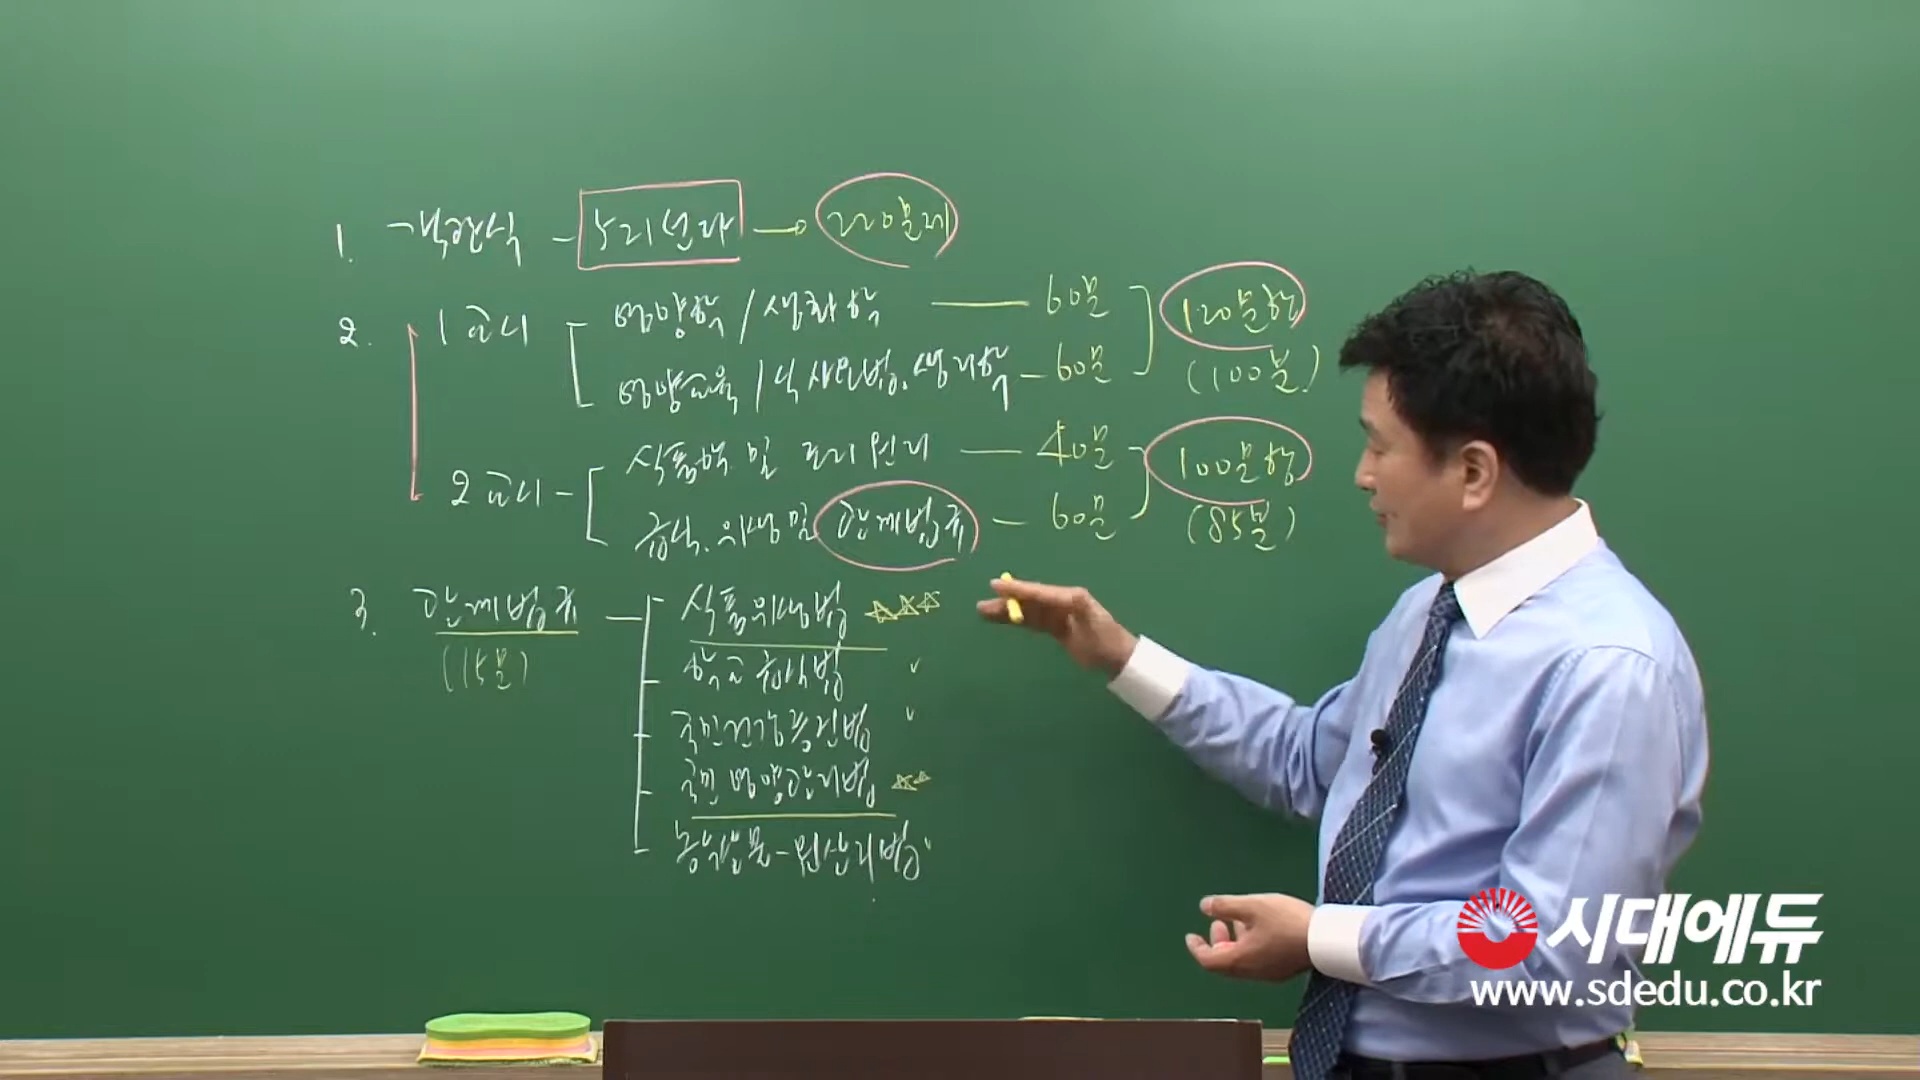 1. 객관식 - 5지선다 → 220문제
2. 1교시 영양학 / 생화학 — 60문 120문항
영양교육 / 식사요법.생리학 - 60문 (100분)
2교시 - 식품학 및 조리원리 — 40문 100문항
급식.위생 및 관계법규 — 60문 (85분)
3. 관계법규 — 식품위생법 ☆☆☆
(15분)
학교급식법 ✓
국민건강증진법 ✓
국민영양관리법 ☆☆
농수산물 - 원산지법
시대에듀
www.sdedu.co.kr